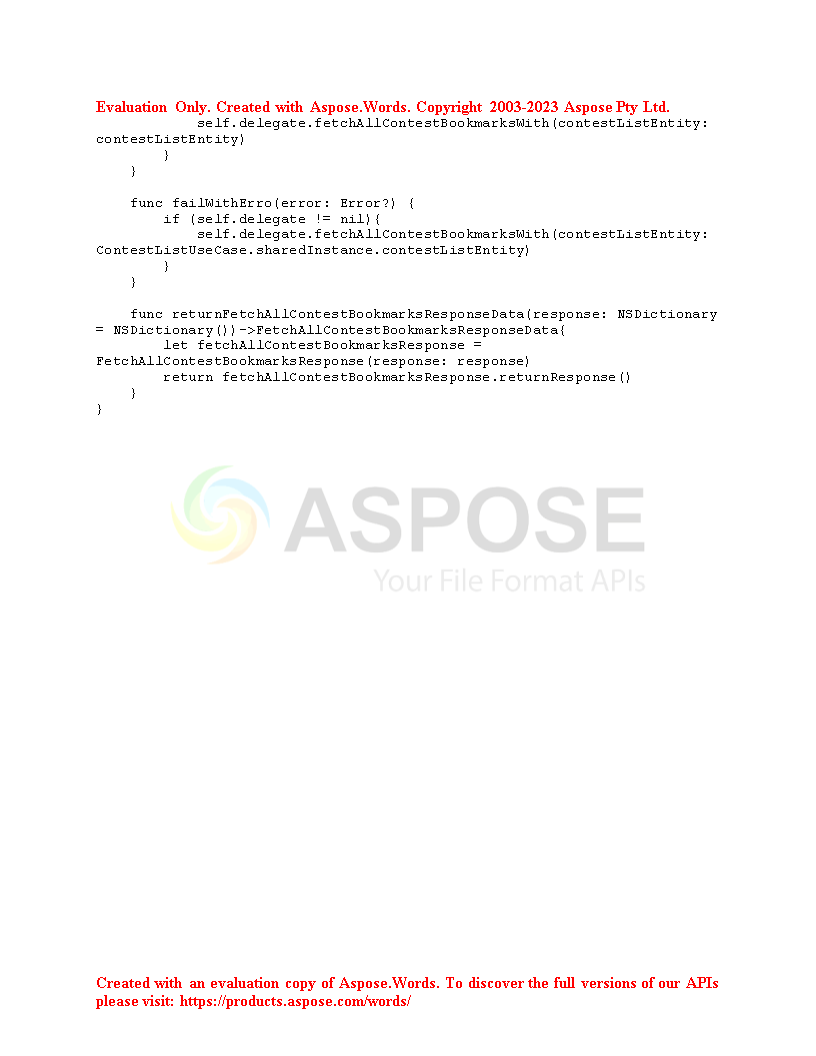 Evaluation Only. Created with Aspose.Words. Copyright 2003-2023 Aspose Pty Ltd.
            self.delegate.fetchAllContestBookmarksWith(contestListEntity:
contestListEntity)
        }
    }

    func failWithErro(error: Error?) {
        if (self.delegate != nil){
            self.delegate.fetchAllContestBookmarksWith(contestListEntity:
ContestListUseCase.sharedInstance.contestListEntity)
        }
    }

    func returnFetchAllContestBookmarksResponseData(response: NSDictionary
= NSDictionary())->FetchAllContestBookmarksResponseData{
        let fetchAllContestBookmarksResponse =
FetchAllContestBookmarksResponse(response: response)
        return fetchAllContestBookmarksResponse.returnResponse()
    }
}
ASPOSE
Your File Format APIs
Created with an evaluation copy of Aspose.Words. To discover the full versions of our APIs
please visit: https://products.aspose.com/words/